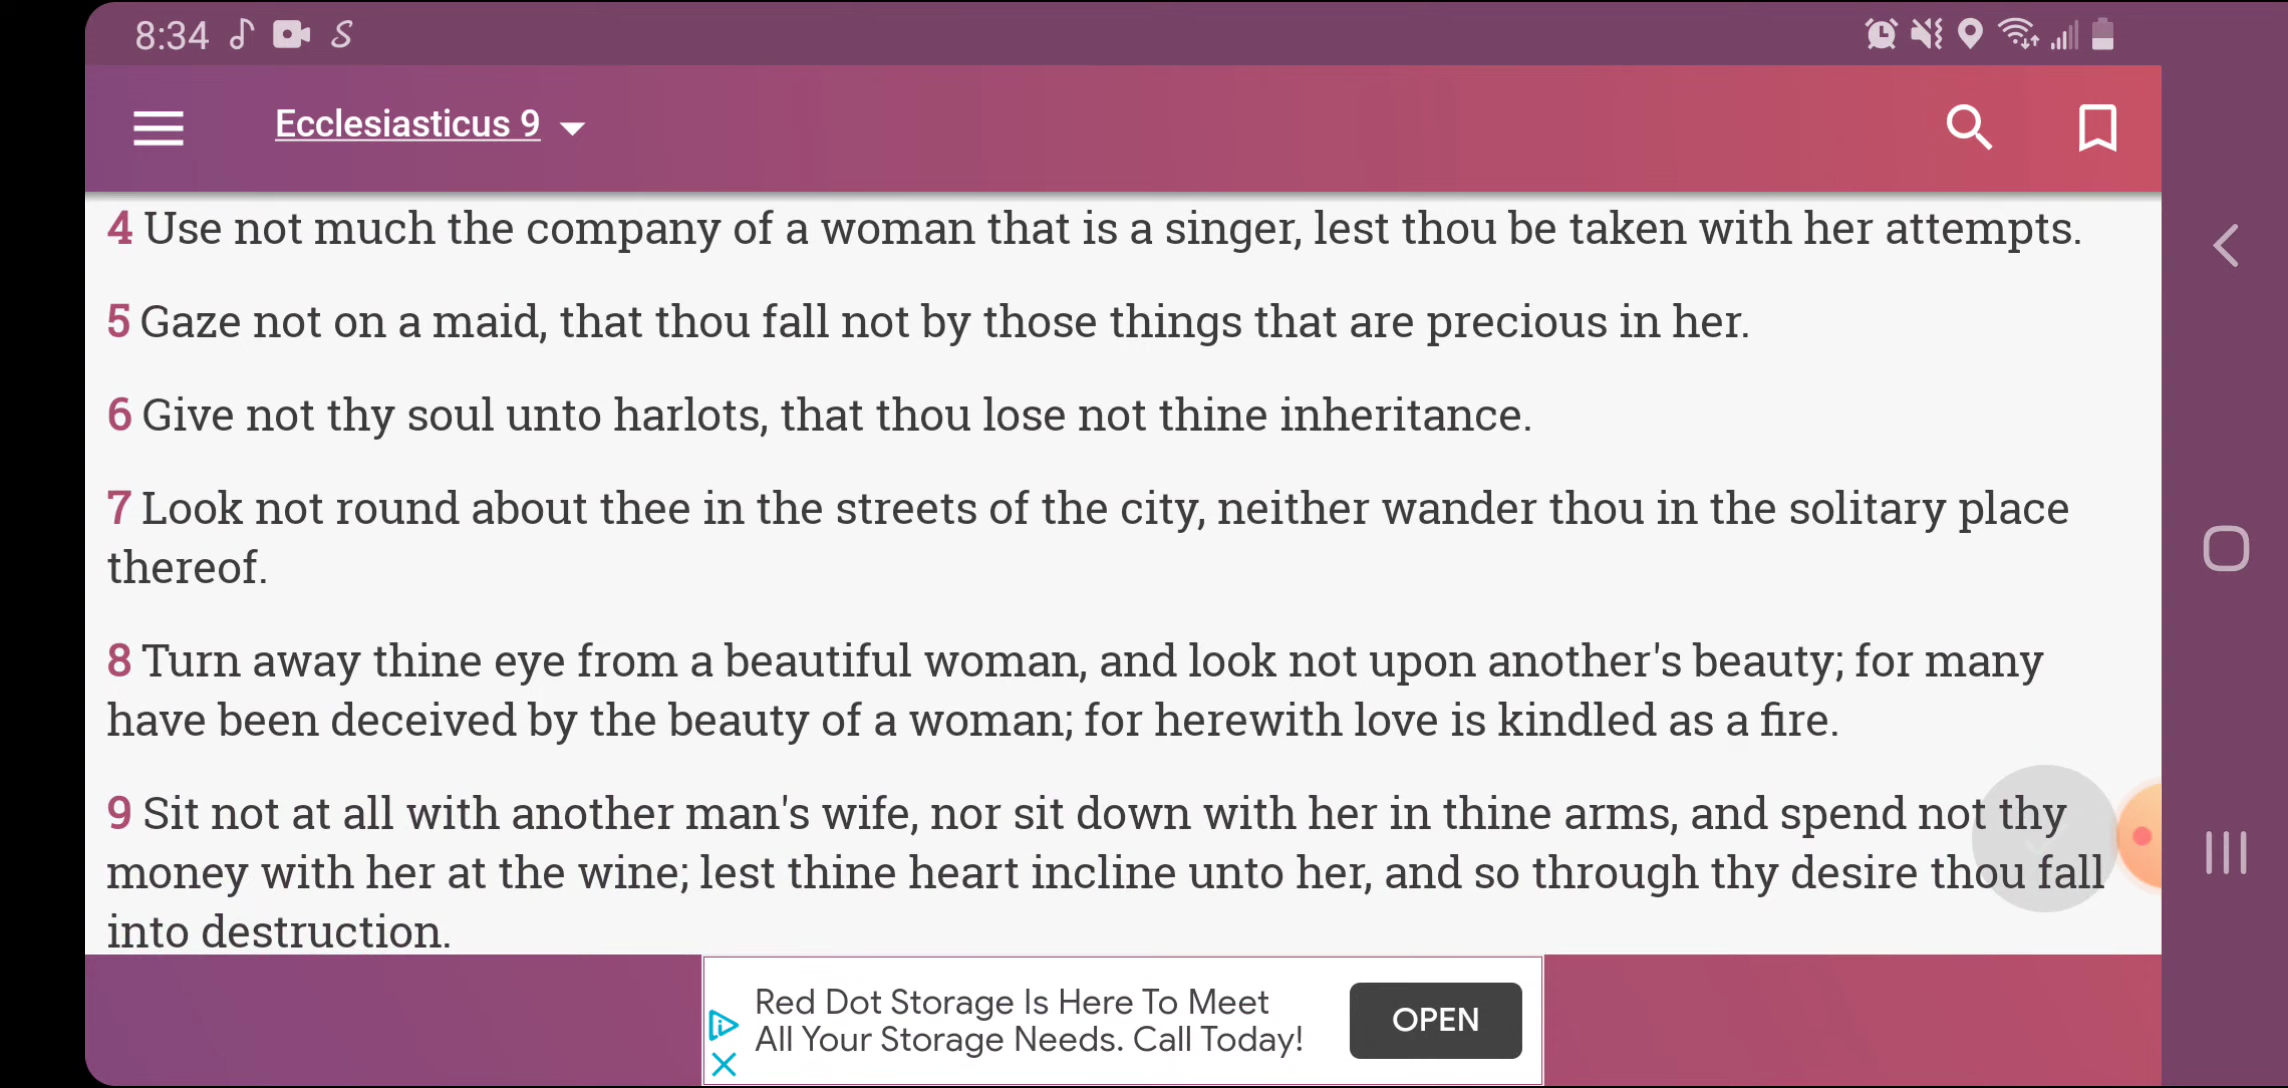 8:34
Ecclesiasticus 9
4 Use not much the company of a woman that is a singer, lest thou be taken with her attempts.
5 Gaze not on a maid, that thou fall not by those things that are precious in her.
6 Give not thy soul unto harlots, that thou lose not thine inheritance.
7 Look not round about thee in the streets of the city, neither wander thou in the solitary place
thereof.
8 Turn away thine eye from a beautiful woman, and look not upon another's beauty; for many
have been deceived by the beauty of a woman; for herewith love is kindled as a fire.
9 Sit not at all with another man's wife, nor sit down with her in thine arms, and spend not thy
money with her at the wine; lest thine heart incline unto her, and so through thy desire thou fall
into destruction.
Red Dot Storage Is Here To Meet
All Your Storage Needs. Call Today!
OPEN